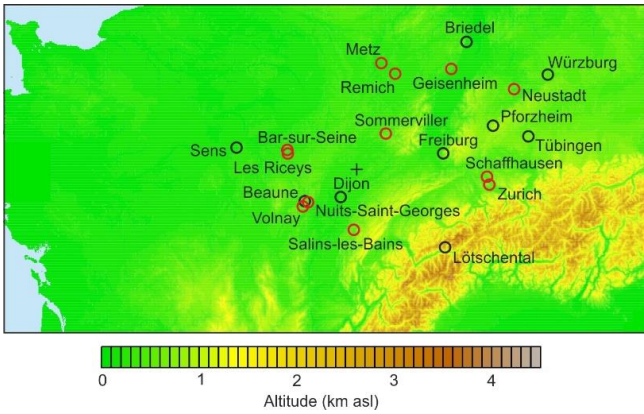 Briedel
Metz
Würzburg
Remich
Geisenheim
Neustadt
Sommerviller
Pforzheim
Bar-sur-Seine
Freiburg
Tübingen
Sens
Les Riceys
Schaffhausen
Beaune
Dijon
Zurich
Volnay
Nuits-Saint-Georges
Salins-les-Bains
Lötschental
0 1 2 3 4
Altitude (km asl)